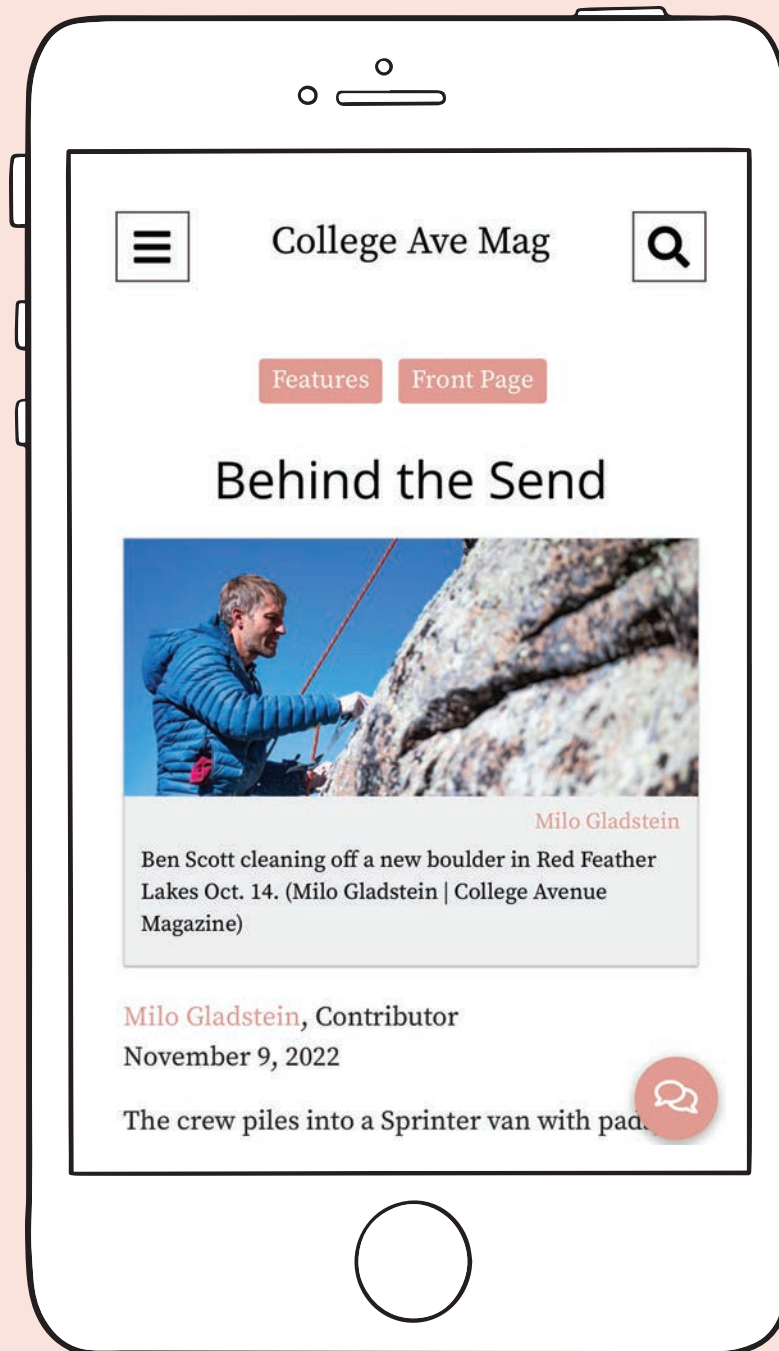 College Ave Mag
Features Front Page
Behind the Send
Milo Gladstein
Ben Scott cleaning off a new boulder in Red Feather
Lakes Oct. 14. (Milo Gladstein | College Avenue
Magazine)
Milo Gladstein, Contributor
November 9, 2022
The crew piles into a Sprinter van with